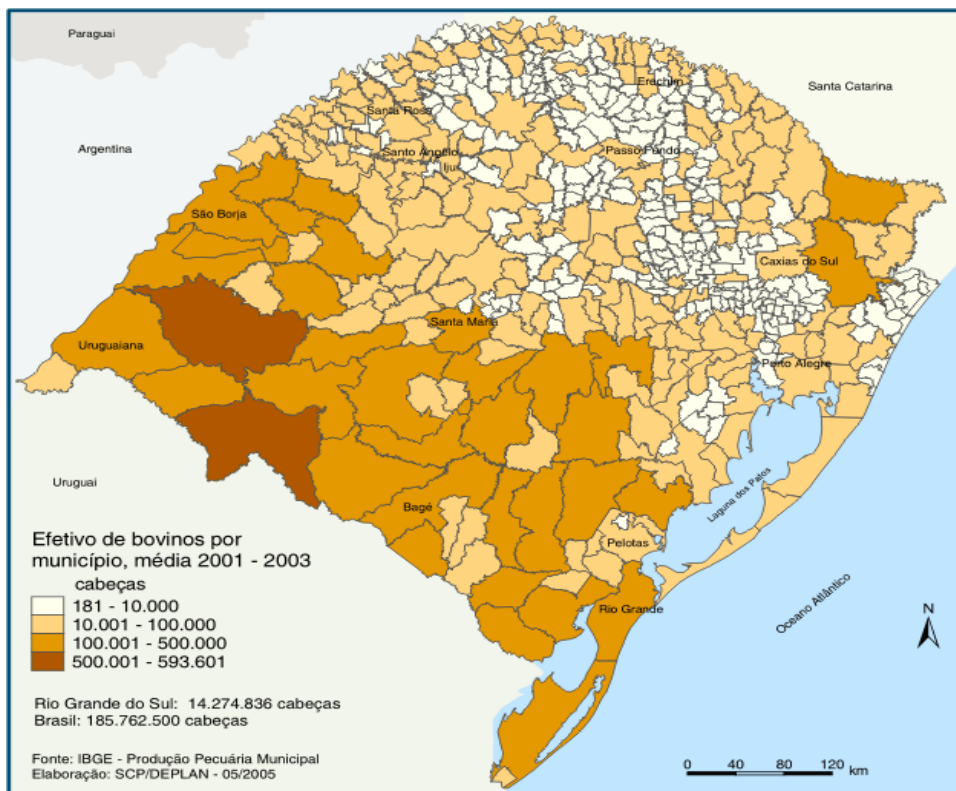 Paraguai
Santa Catarina
Argentina
Erechim
Santa Rosa
Santo Ângelo
Ijuí
Passo Fundo
São Borja
Caxias do Sul
Santa Maria
Uruguaiana
Porto Alegre
Uruguai
Bagé
Laguna dos Patos
Pelotas
Rio Grande
Oceano Atlântico
N
Efetivo de bovinos por
município, média 2001 - 2003
cabeças
181 - 10.000
10.001 - 100.000
100.001 - 500.000
500.001 - 593.601
Rio Grande do Sul: 14.274.836 cabeças
Brasil: 185.762.500 cabeças
Fonte: IBGE - Produção Pecuária Municipal
Elaboração: SCP/DEPLAN - 05/2005
0 40 80 120 km